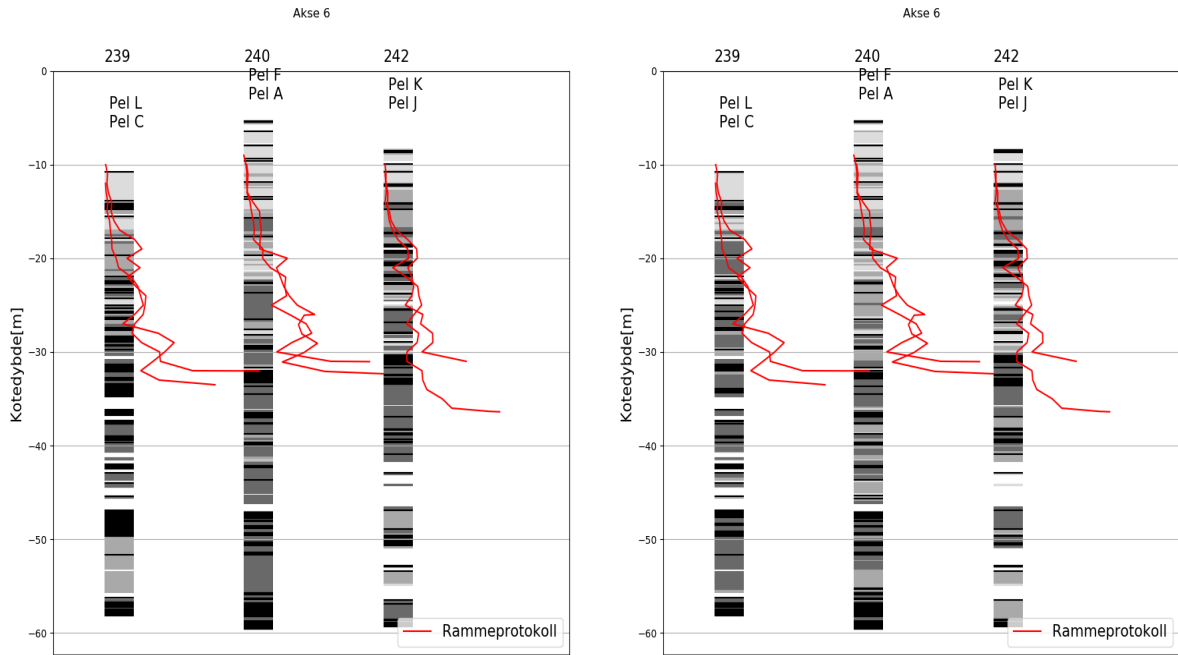 Akse 6
239
240
242
Pel L
Pel C
Pel F
Pel A
Pel K
Pel J
0
−10
−20
−30
−40
−50
−60
Kotedybde[m]
Rammeprotokoll
Akse 6
239
240
242
Pel L
Pel C
Pel F
Pel A
Pel K
Pel J
0
−10
−20
−30
−40
−50
−60
Kotedybde[m]
Rammeprotokoll